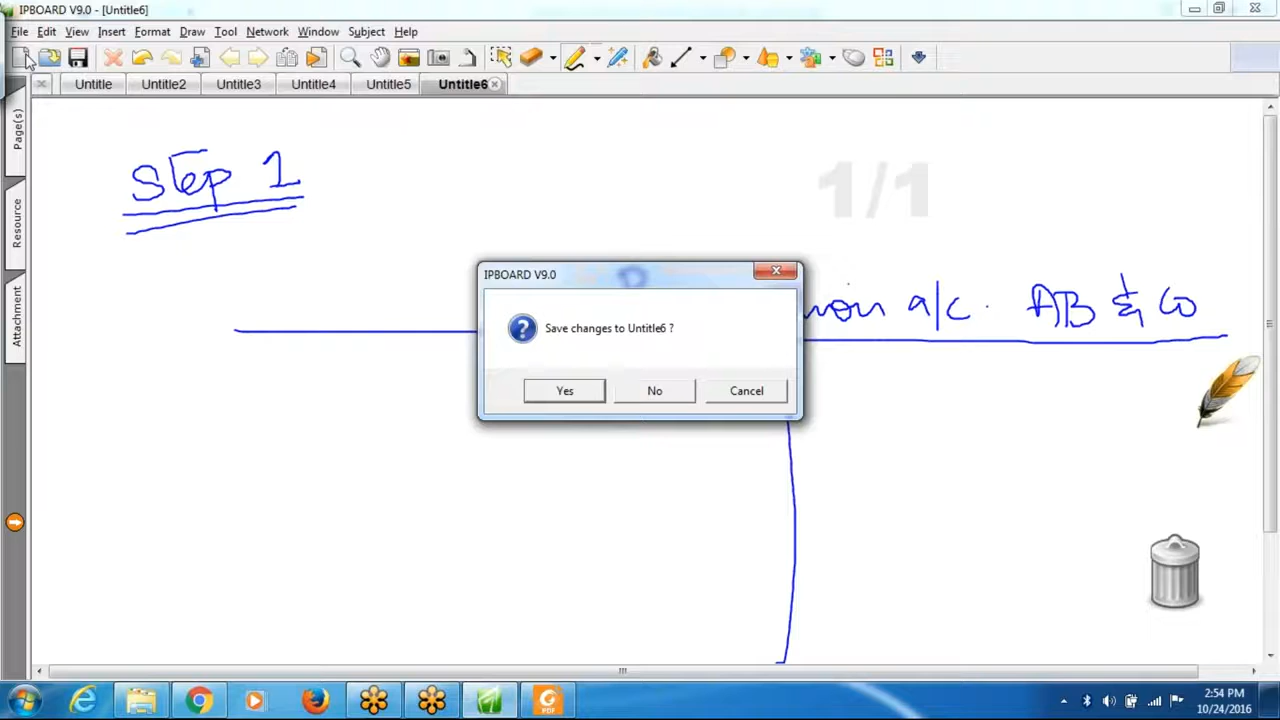 IPBOARD V9.0 - [Untitle6]
File Edit View Insert Format Draw Tool Network Window Subject Help
Untitle Untitle2 Untitle3 Untitle4 Untitle5 Untitle6
Page(s)
Resource
Attachment
Step 1
1/1
IPBOARD V9.0
Save changes to Untitle6 ?
Yes No Cancel
a/c. AB & Co
PDF
2:54 PM
10/24/2016